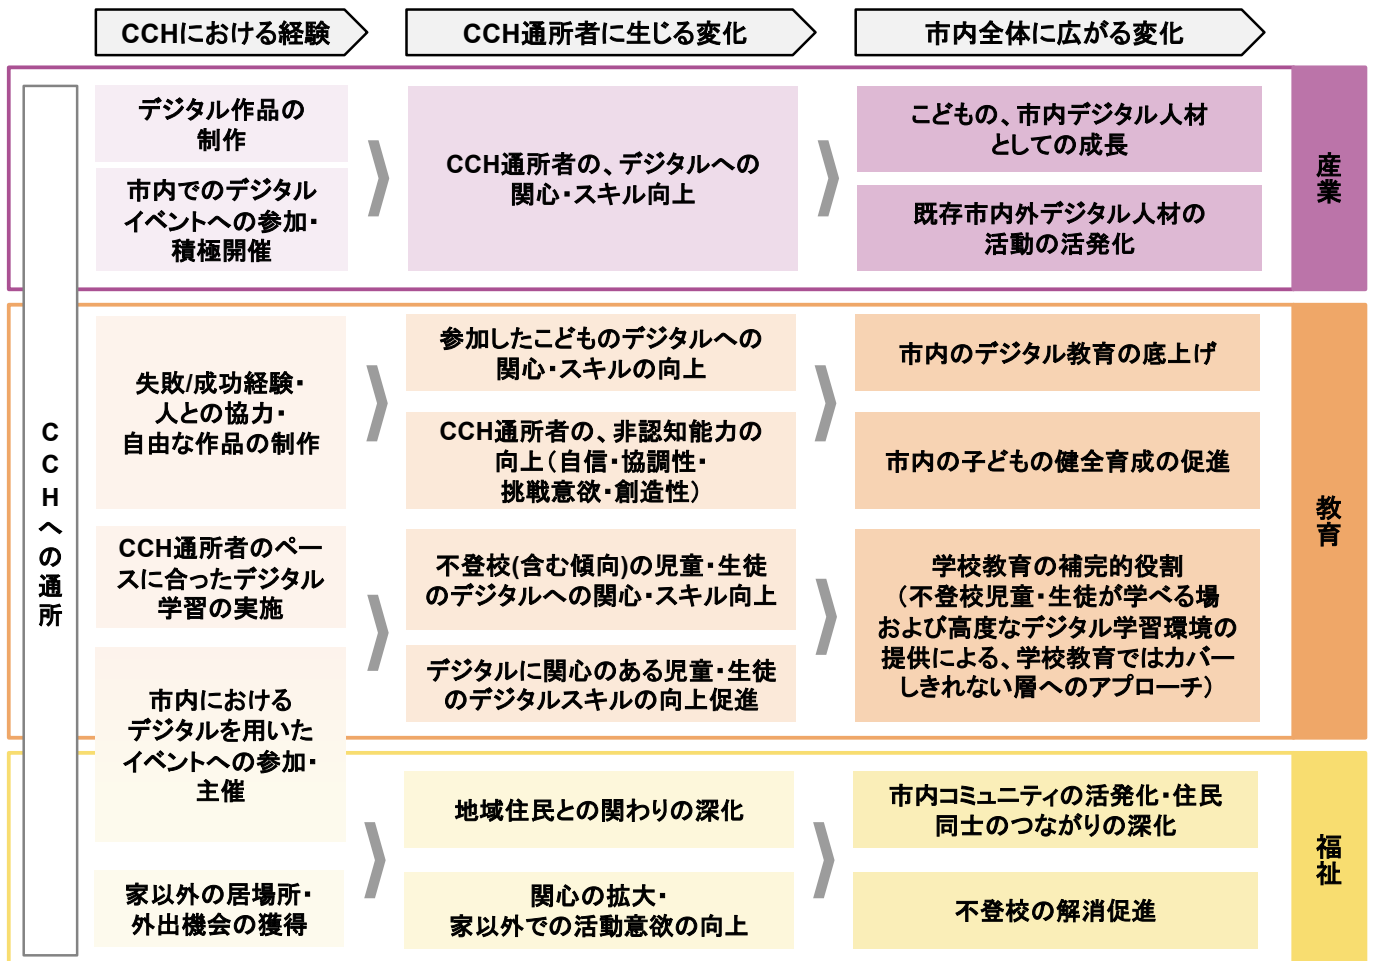 CCHにおける経験
CCH通所者に生じる変化
市内全体に広がる変化
CCHへの通所
デジタル作品の
制作
市内でのデジタル
イベントへの参加・
積極開催
CCH通所者の、デジタルへの
関心・スキル向上
こどもの、市内デジタル人材
としての成長
既存市内外デジタル人材の
活動の活発化
産業
失敗/成功経験・
人との協力・
自由な作品の制作
参加したこどものデジタルへの
関心・スキルの向上
CCH通所者の、非認知能力の
向上（自信・協調性・
挑戦意欲・創造性）
市内のデジタル教育の底上げ
市内の子どもの健全育成の促進
CCH通所者のペー
スに合ったデジタル
学習の実施
不登校(含む傾向)の児童・生徒
のデジタルへの関心・スキル向上
デジタルに関心のある児童・生徒
のデジタルスキルの向上促進
学校教育の補完的役割
（不登校児童・生徒が学べる場
および高度なデジタル学習環境の
提供による、学校教育ではカバー
しきれない層へのアプローチ）
教育
市内における
デジタルを用いた
イベントへの参加・
主催
家以外の居場所・
外出機会の獲得
地域住民との関わりの深化
関心の拡大・
家以外での活動意欲の向上
市内コミュニティの活発化・住民
同士のつながりの深化
不登校の解消促進
福祉